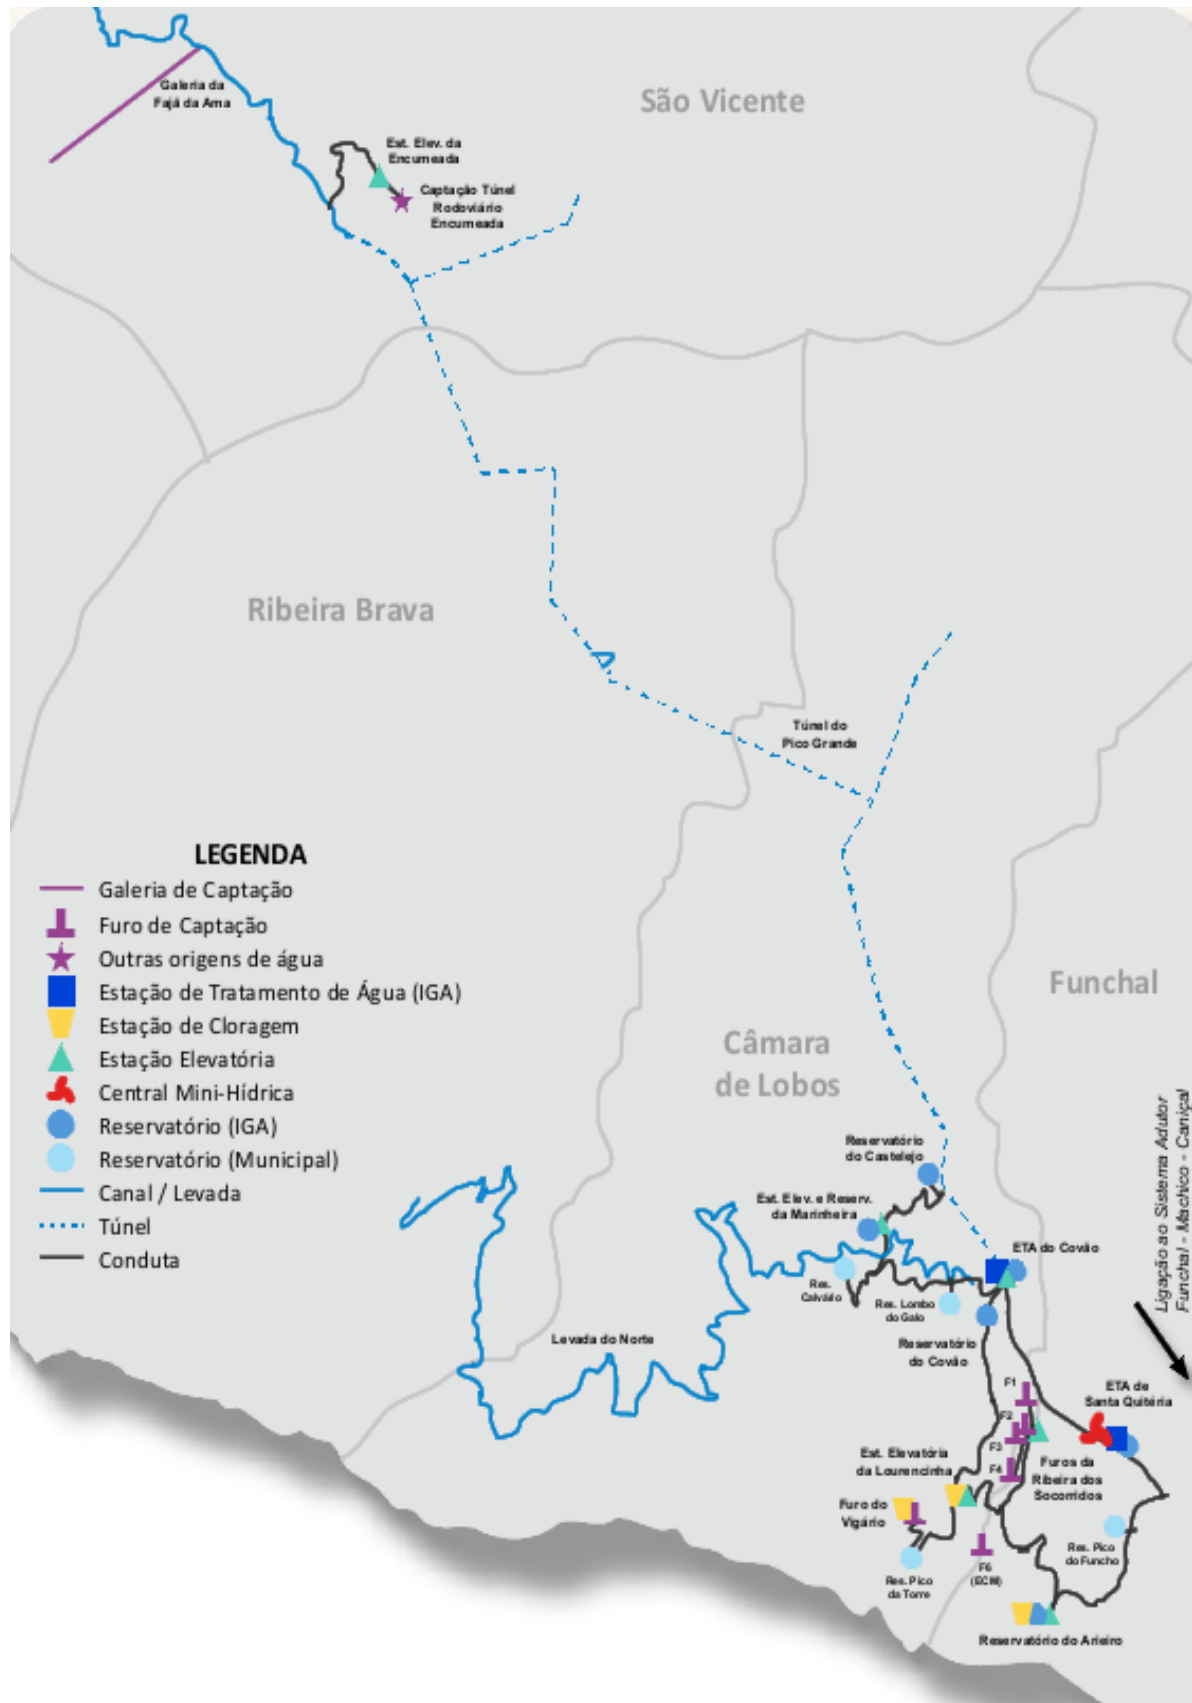 Galeria da
Fajã da Ama
São Vicente
Est. Elev. da
Encumeada
Captação Túnel
Rodoviário
Encumeada
Ribeira Brava
Túnel do
Pico Grande
LEGENDA
Galeria de Captação
Furo de Captação
Outras origens de água
Estação de Tratamento de Água (IGA)
Estação de Cloragem
Estação Elevatória
Central Mini-Hídrica
Reservatório (IGA)
Reservatório (Municipal)
Canal / Levada
Túnel
Conduta
Funchal
Câmara
de Lobos
Ligação ao Sistema Adutor
Funchal - Machico - Caniçal
Reservatório
do Castelejo
Est. Elev. e Reserv.
da Marinheira
ETA do Covão
Res.
Calvário
Res. Lombo
do Galo
Levada do Norte
Reservatório
do Covão
F1
F2
F3
F4
ETA de
Santa Quitéria
Est. Elevatória
da Lourencinha
Furos da
Ribeira dos
Socorridos
Furo do
Vigário
Res. Pico
da Torre
F6
(ECM)
Res. Pico
do Funcho
Reservatório do Arieiro